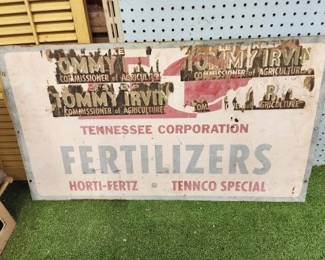 TOMMY IRVIN
COMMISSIONER of AGRICULTURE
TOMMY IRVIN
COMMISSIONER of AGRICULTURE
TOMMY IRVIN
COMMISSIONER of AGRICULTURE
AGRICULTURE
TENNESSEE CORPORATION
FERTILIZERS
HORTI-FERTZ TENNCO SPECIAL